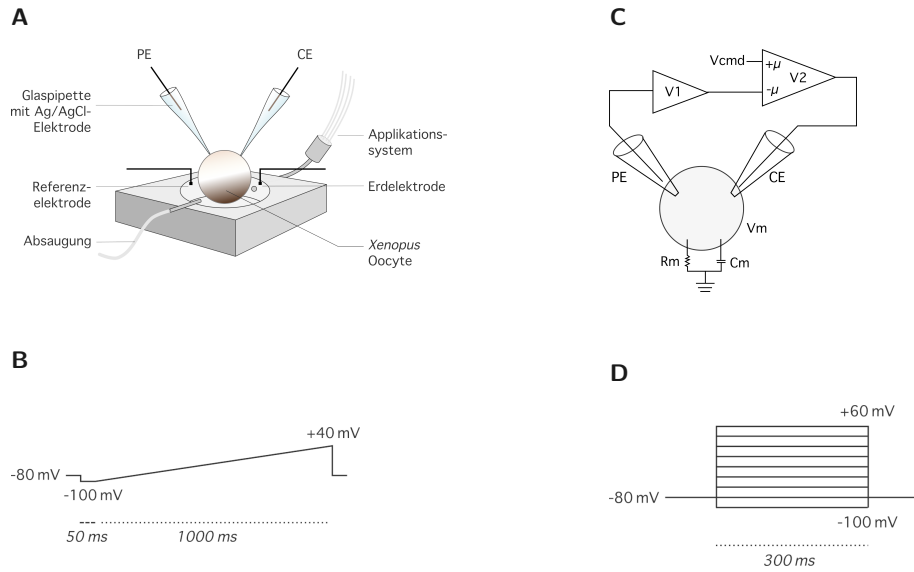 A
PE
CE
Glaspipette
mit Ag/AgCl-
Elektrode
Applikations-
system
Referenz-
elektrode
Erdelektrode
Absaugung
Xenopus
Oocyte
C
Vcmd
+µ
-µ
V1
V2
PE
CE
Vm
Rm
Cm
B
+40 mV
-80 mV
-100 mV
50 ms
1000 ms
D
+60 mV
-80 mV
-100 mV
300 ms